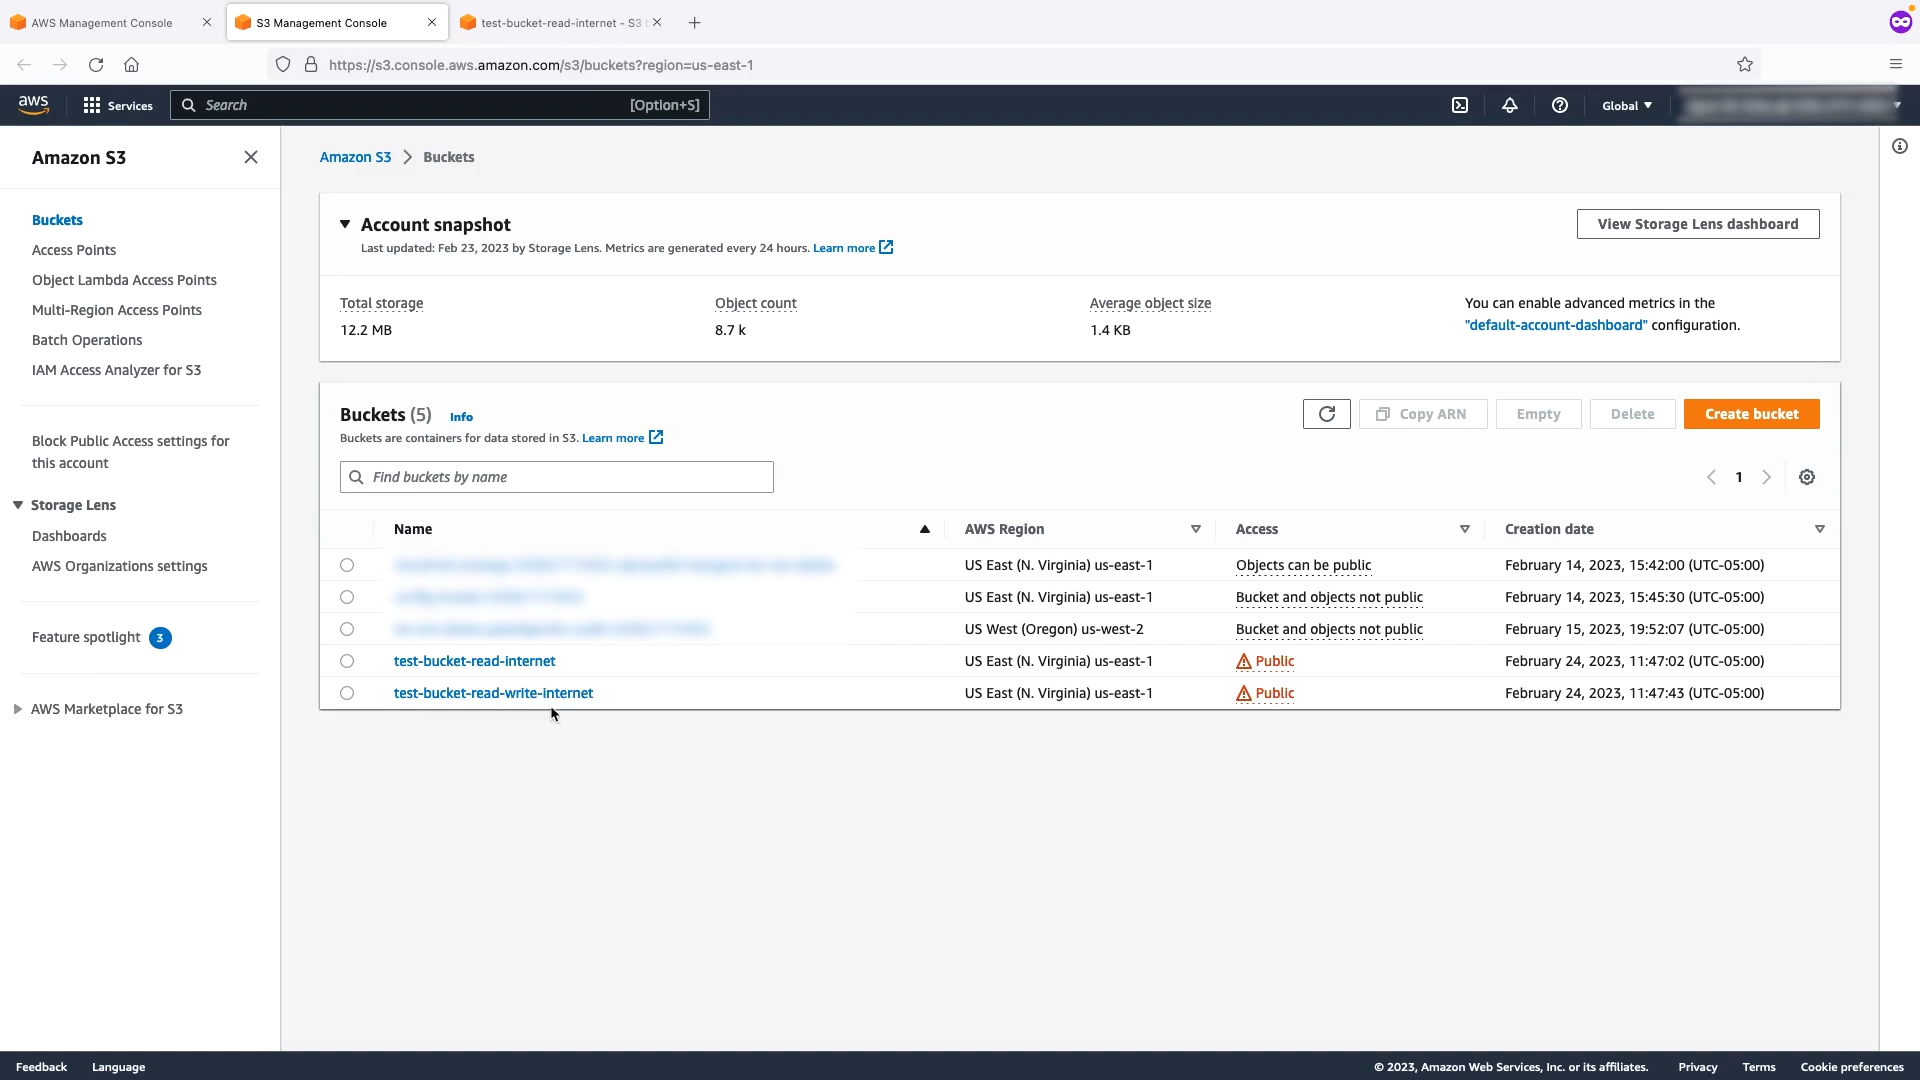 AWS Management Console
S3 Management Console
test-bucket-read-internet - S3
https://s3.console.aws.amazon.com/s3/buckets?region=us-east-1
aws
Services
Search
[Option+S]
Global
Amazon S3
Buckets
Access Points
Object Lambda Access Points
Multi-Region Access Points
Batch Operations
IAM Access Analyzer for S3
Block Public Access settings for
this account
Storage Lens
Dashboards
AWS Organizations settings
Feature spotlight 3
AWS Marketplace for S3
Amazon S3 > Buckets
Account snapshot
Last updated: Feb 23, 2023 by Storage Lens. Metrics are generated every 24 hours. Learn more
View Storage Lens dashboard
Total storage
12.2 MB
Object count
8.7 k
Average object size
1.4 KB
You can enable advanced metrics in the
"default-account-dashboard" configuration.
Buckets (5) Info
Buckets are containers for data stored in S3. Learn more
Copy ARN
Empty
Delete
Create bucket
Find buckets by name
1
Name AWS Region Access Creation date
US East (N. Virginia) us-east-1 Objects can be public February 14, 2023, 15:42:00 (UTC-05:00)
US East (N. Virginia) us-east-1 Bucket and objects not public February 14, 2023, 15:45:30 (UTC-05:00)
US West (Oregon) us-west-2 Bucket and objects not public February 15, 2023, 19:52:07 (UTC-05:00)
test-bucket-read-internet US East (N. Virginia) us-east-1 Public February 24, 2023, 11:47:02 (UTC-05:00)
test-bucket-read-write-internet US East (N. Virginia) us-east-1 Public February 24, 2023, 11:47:43 (UTC-05:00)
Feedback Language
© 2023, Amazon Web Services, Inc. or its affiliates. Privacy Terms Cookie preferences